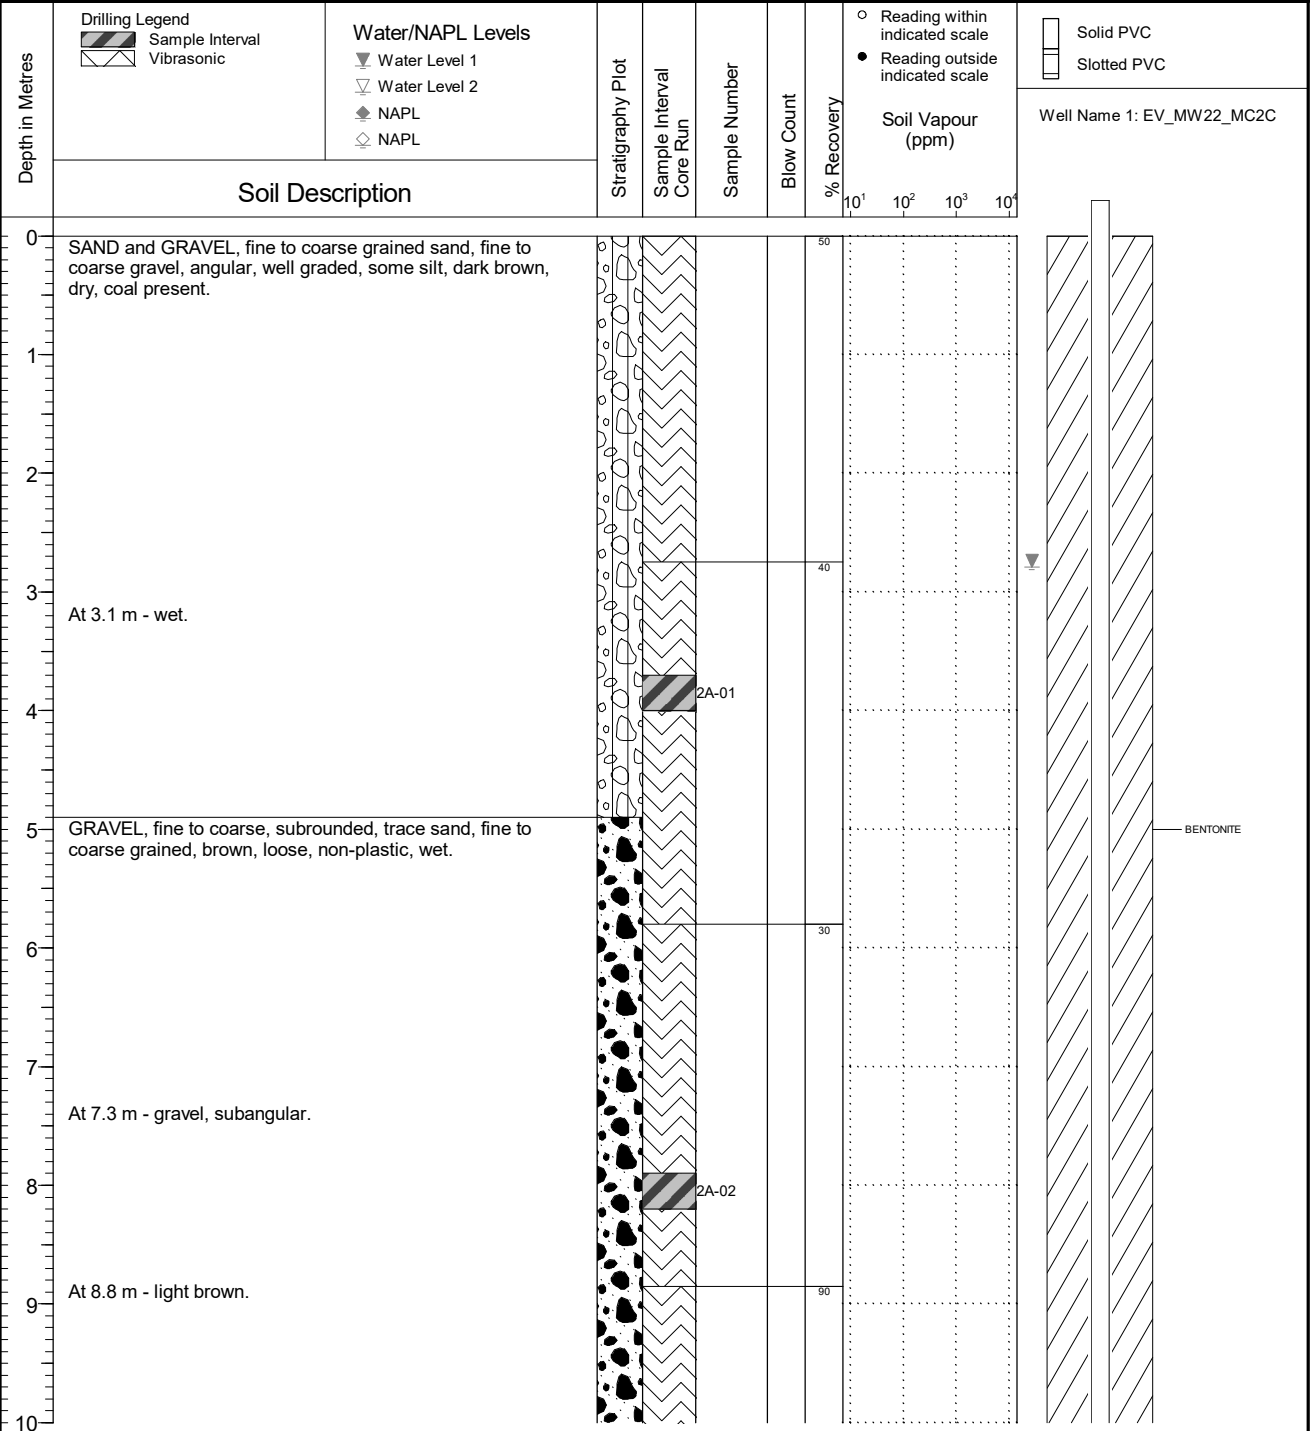 Drilling Legend
Sample Interval
Vibrasonic
Water/NAPL Levels
Water Level 1
Water Level 2
NAPL
NAPL
Depth in Metres
Soil Description
Stratigraphy Plot
Sample Interval
Core Run
Sample Number
Blow Count
% Recovery
Reading within
indicated scale
Reading outside
indicated scale
Soil Vapour
(ppm)
10¹ 10² 10³ 10⁴
Solid PVC
Slotted PVC
Well Name 1: EV_MW22_MC2C
0
SAND and GRAVEL, fine to coarse grained sand, fine to
coarse gravel, angular, well graded, some silt, dark brown,
dry, coal present.
50
1
2
40
3
At 3.1 m - wet.
2A-01
4
5
GRAVEL, fine to coarse, subrounded, trace sand, fine to
coarse grained, brown, loose, non-plastic, wet.
BENTONITE
30
6
7
At 7.3 m - gravel, subangular.
8
2A-02
At 8.8 m - light brown.
90
9
10